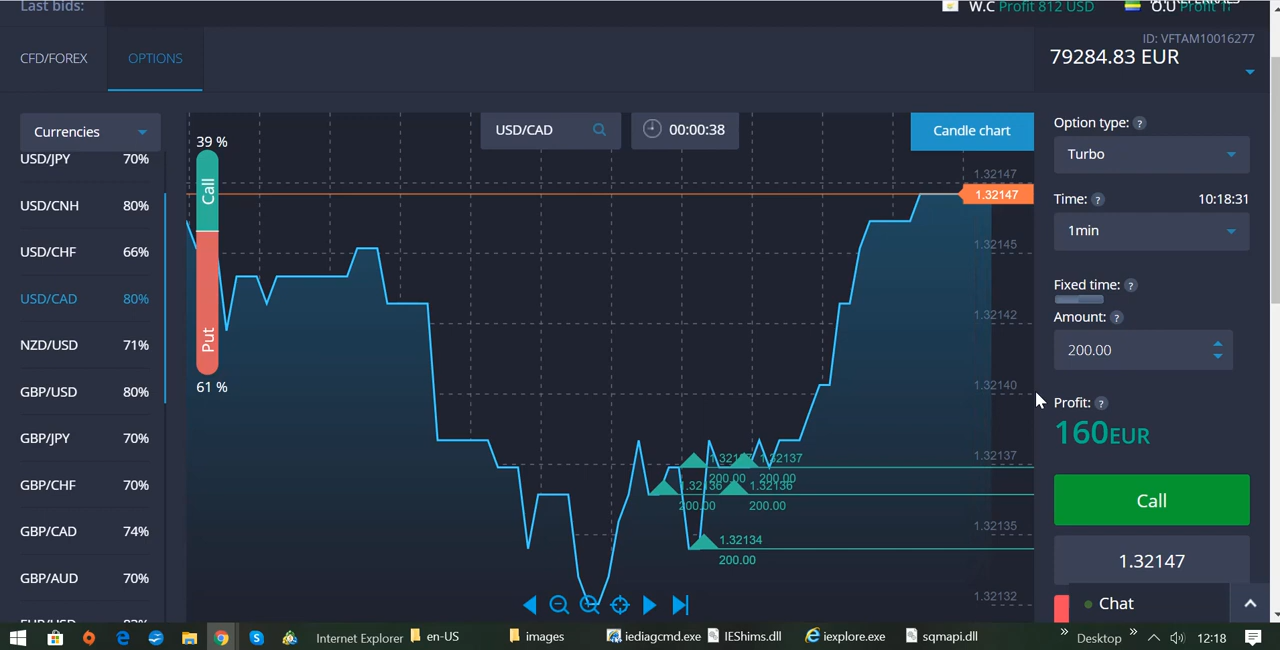 Last bids:
W.C Profit 812 USD
O.U
CFD/FOREX
OPTIONS
ID: VFTAM10016277
79284.83 EUR
Currencies
USD/JPY 70%
USD/CNH 80%
USD/CHF 66%
USD/CAD 80%
NZD/USD 71%
GBP/USD 80%
GBP/JPY 70%
GBP/CHF 70%
GBP/CAD 74%
GBP/AUD 70%
39 %
Call
Put
61 %
USD/CAD
00:00:38
Candle chart
1.32147
1.32147
1.32145
1.32142
1.32140
1.32137
1.32135
1.32132
1.32137 1.32137
200.00 200.00
1.32136 1.32136
200.00 200.00
1.32134
200.00
Option type: ?
Turbo
Time: ? 10:18:31
1min
Fixed time: ?
Amount: ?
200.00
Profit: ?
160EUR
Call
1.32147
Chat
Internet Explorer
en-US
images
iediagcmd.exe
IEShims.dll
iexplore.exe
sqmapi.dll
Desktop
12:18